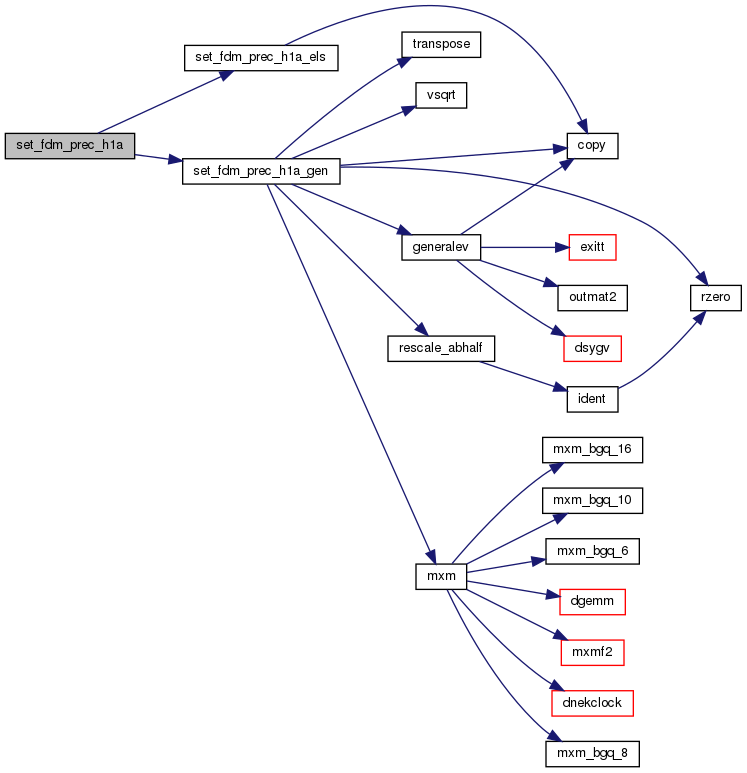 set_fdm_prec_h1a_els
transpose
vsqrt
set_fdm_prec_h1a
copy
set_fdm_prec_h1a_gen
generalev
exitt
outmat2
rzero
rescale_abhalf
dsygv
ident
mxm_bgq_16
mxm_bgq_10
mxm_bgq_6
mxm
dgemm
mxmf2
dnekclock
mxm_bgq_8